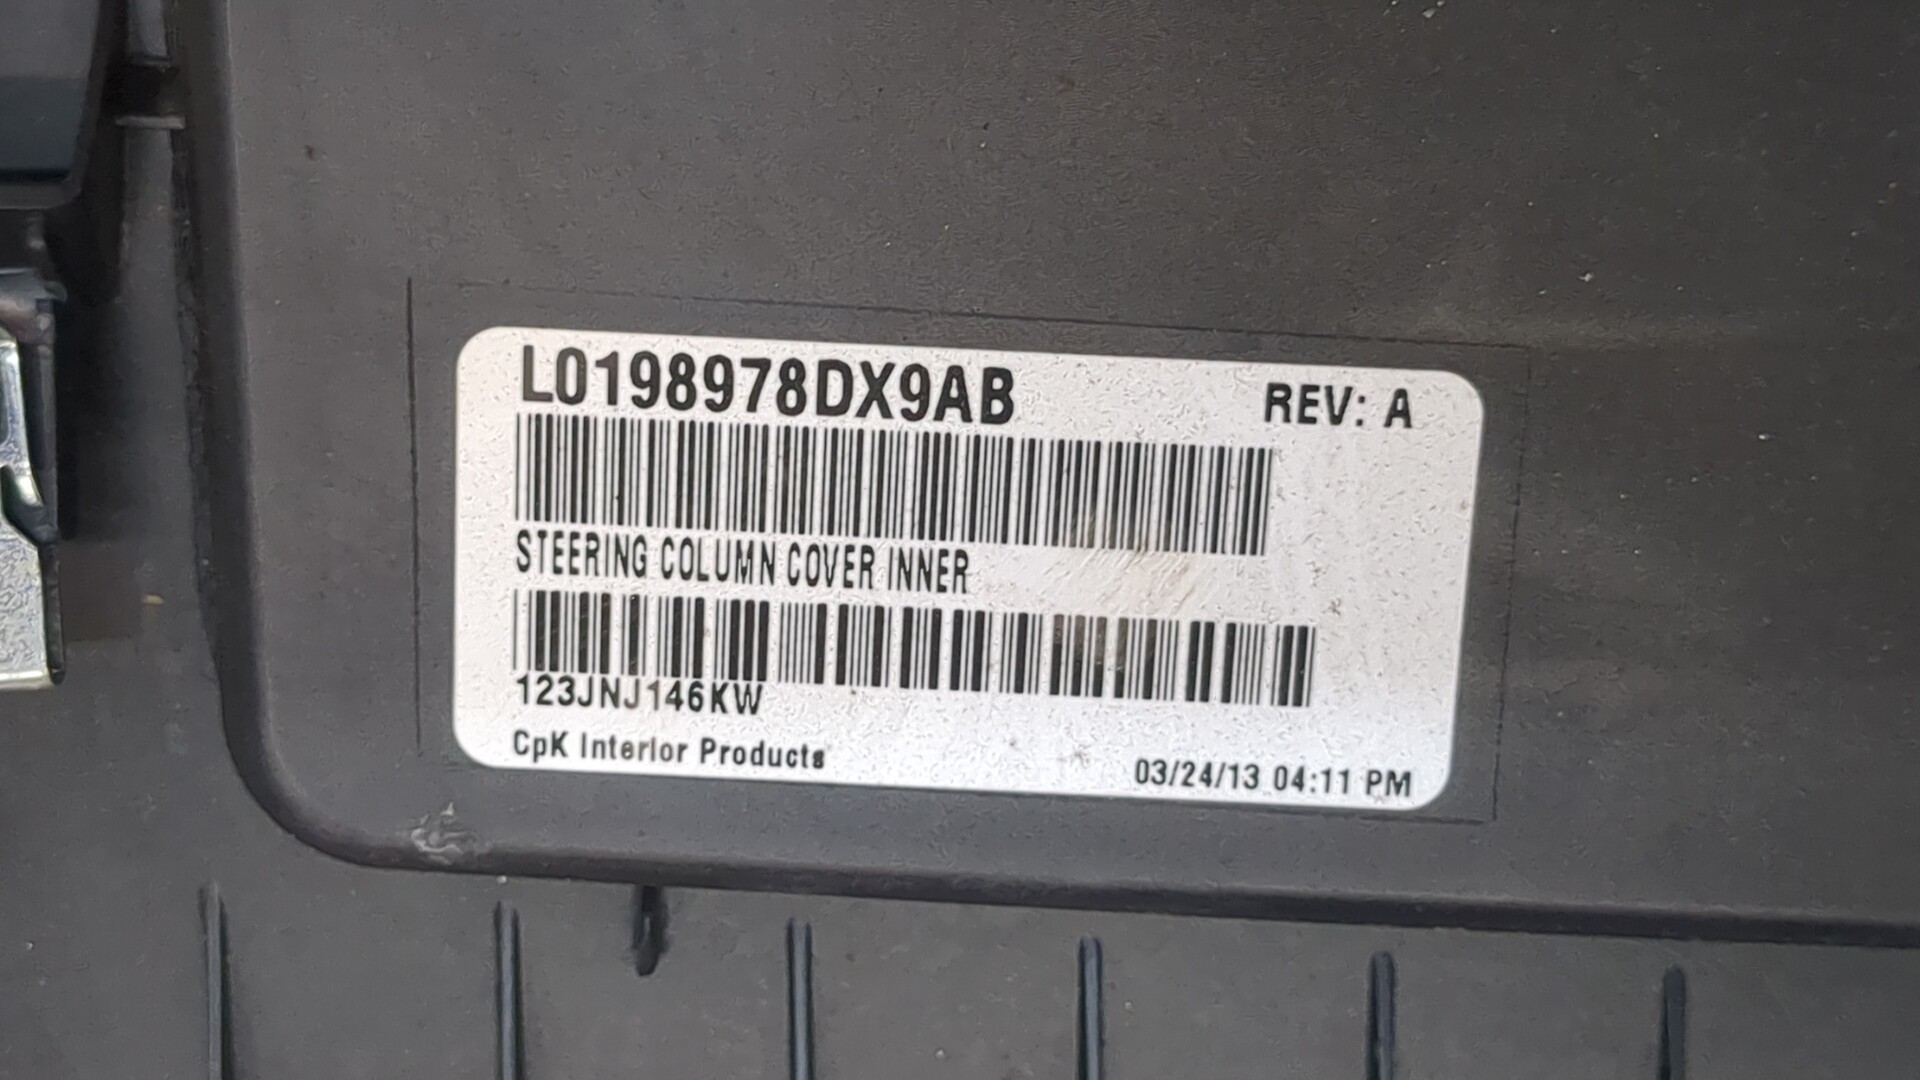 L0198978DX9AB
REV: A
STEERING COLUMN COVER INNER
123JNJ146KW
CpK Interior Products
03/24/13 04:11 PM